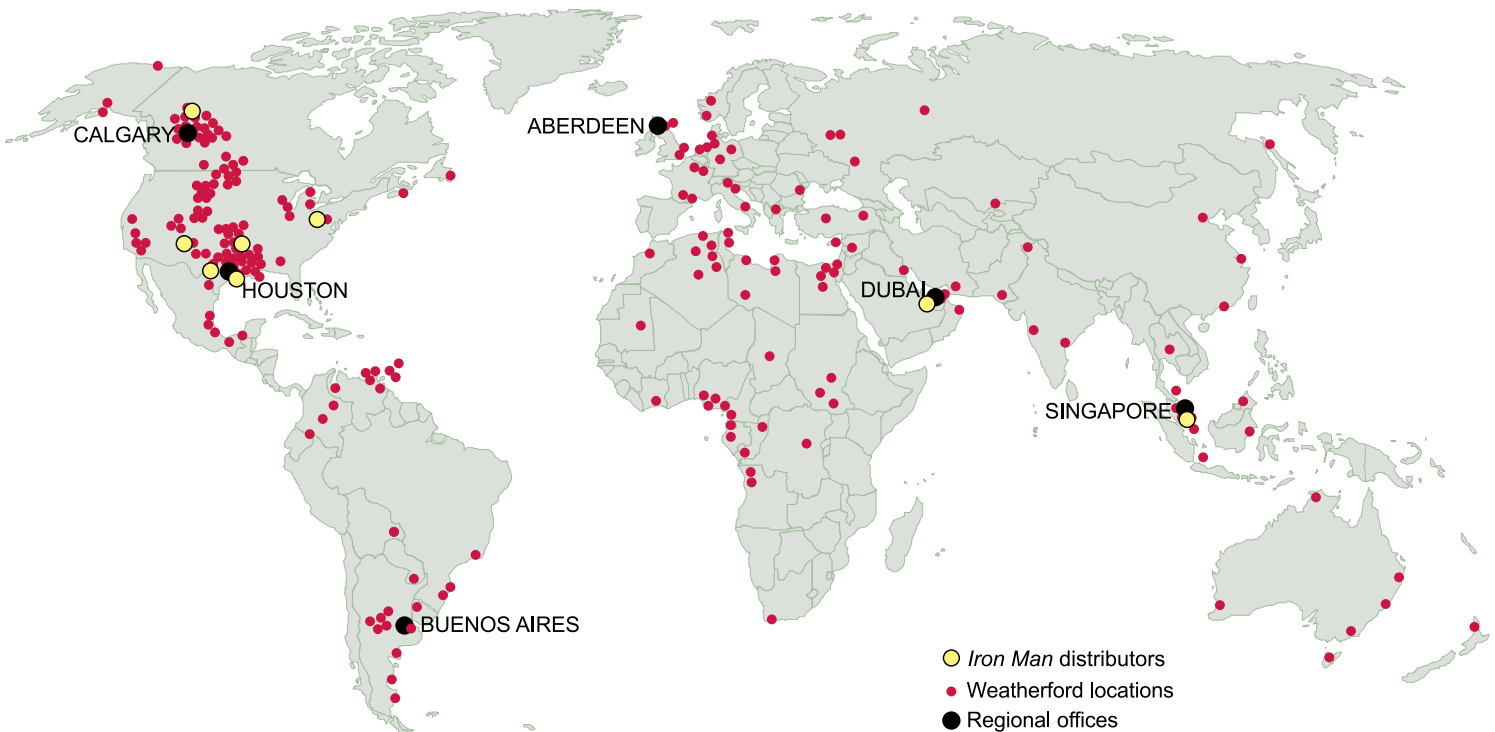 CALGARY
ABERDEEN
HOUSTON
DUBAI
SINGAPORE
BUENOS AIRES
Iron Man distributors
Weatherford locations
Regional offices